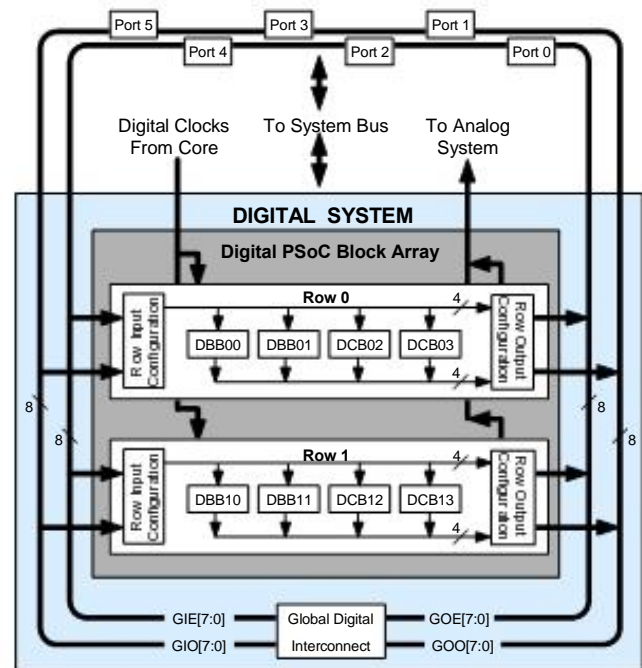 Port 5
Port 3
Port 1
Port 4
Port 2
Port 0
Digital Clocks
From Core
To System Bus
To Analog
System
DIGITAL SYSTEM
Digital PSoC Block Array
Row 0
4
Row Input
Configuration
DBB00
DBB01
DCB02
DCB03
4
Row Output
Configuration
8
8
8
8
Row 1
4
Row Input
Configuration
DBB10
DBB11
DCB12
DCB13
4
Row Output
Configuration
GIE[7:0]
Global Digital
GOE[7:0]
GIO[7:0]
Interconnect
GOO[7:0]